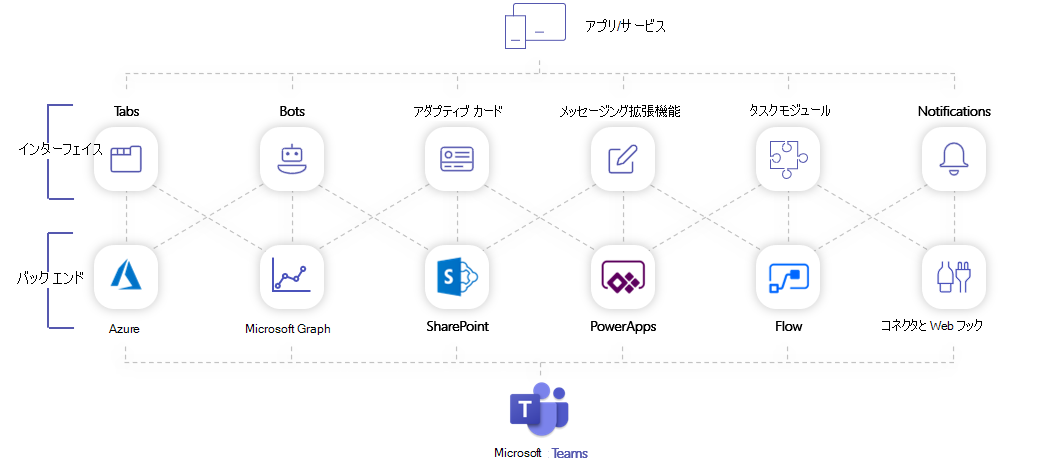 アプリ/サービス
Tabs
Bots
アダプティブ カード
メッセージング拡張機能
タスクモジュール
Notifications
インターフェイス
バック エンド
S
Azure
Microsoft Graph
SharePoint
PowerApps
Flow
コネクタと Web フック
T
Microsoft Teams